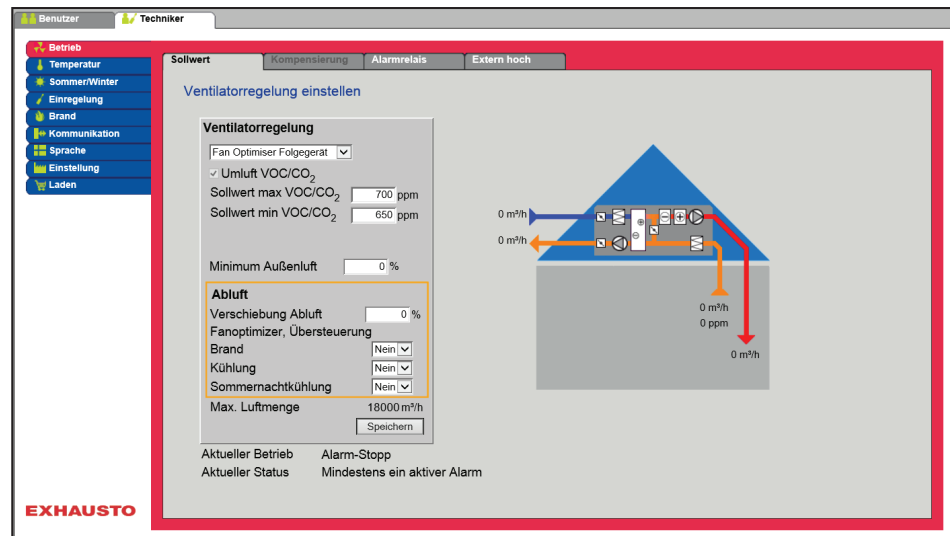 Benutzer
Techniker
Betrieb
Temperatur
Sommer/Winter
Einregelung
Brand
Kommunikation
Sprache
Einstellung
Laden
Sollwert
Kompensierung
Alarmrelais
Extern hoch
Ventilatorregelung einstellen
Ventilatorregelung
Fan Optimiser Folgegerät
Umluft VOC/CO2
Sollwert max VOC/CO2 700 ppm
Sollwert min VOC/CO2 650 ppm
Minimum Außenluft 0 %
Abluft
Verschiebung Abluft 0 %
Fanoptimizer, Übersteuerung
Brand Nein
Kühlung Nein
Sommernachtkühlung Nein
Max. Luftmenge 18000 m³/h
Speichern
Aktueller Betrieb Alarm-Stopp
Aktueller Status Mindestens ein aktiver Alarm
0 m³/h
0 m³/h
0 m³/h
0 ppm
0 m³/h
EXHAUSTO